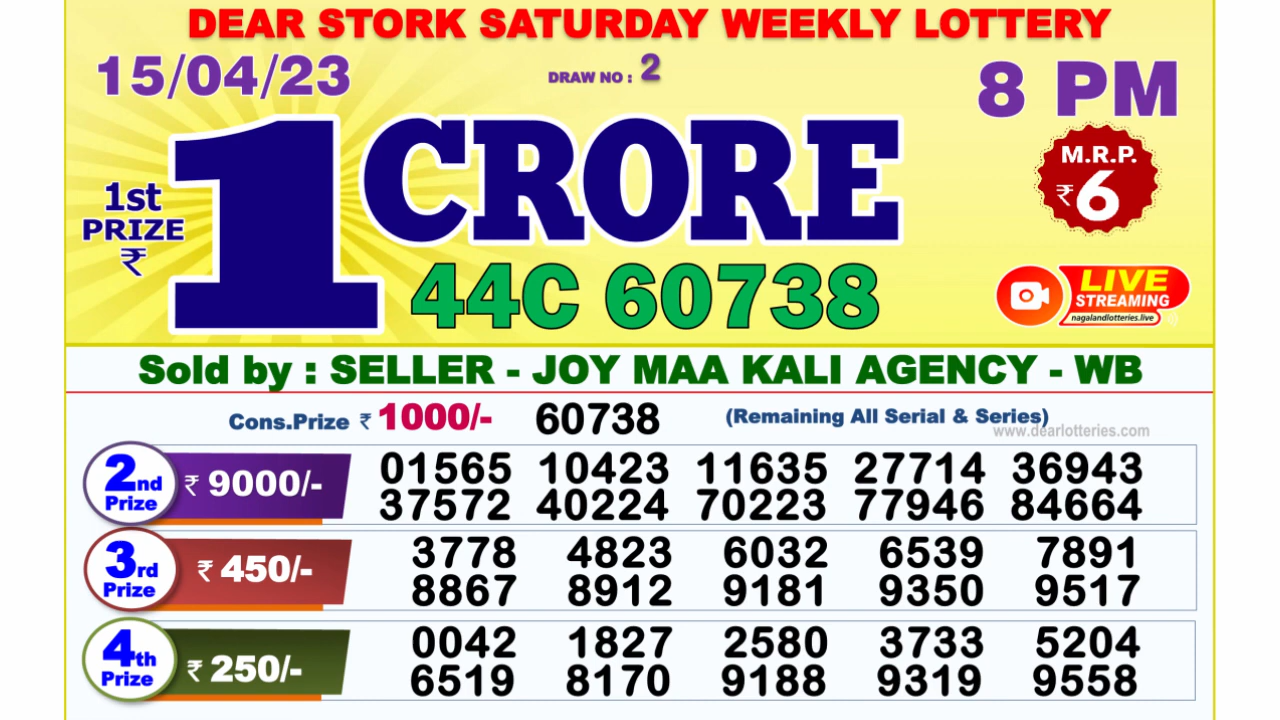 DEAR STORK SATURDAY WEEKLY LOTTERY
15/04/23
DRAW NO : 2
8 PM
1st
PRIZE
₹
1 CRORE
M.R.P.
₹ 6
44C 60738
LIVE
STREAMING
nagalandlotteries.live
Sold by : SELLER - JOY MAA KALI AGENCY - WB
Cons.Prize ₹ 1000/- 60738 (Remaining All Serial & Series)
www.dearlotteries.com
2nd Prize ₹ 9000/-
01565 10423 11635 27714 36943
37572 40224 70223 77946 84664
3rd Prize ₹ 450/-
3778 4823 6032 6539 7891
8867 8912 9181 9350 9517
4th Prize ₹ 250/-
0042 1827 2580 3733 5204
6519 8170 9188 9319 9558